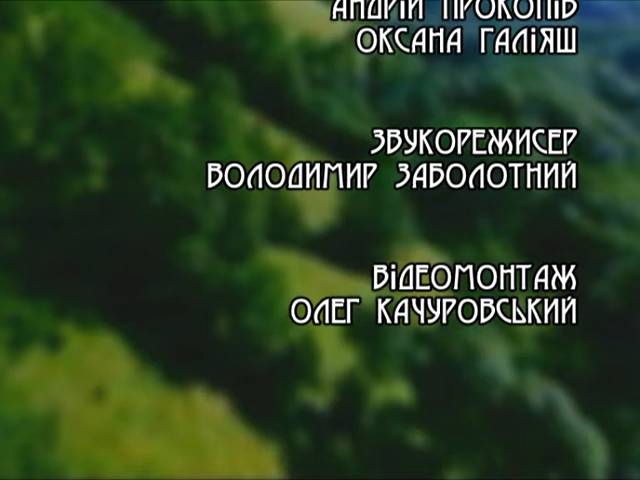 АНДРІЙ ПРОКОПІВ
ОКСАНА ГАЛіЯШ
ЗВУКОРЕЖИСЕР
ВОЛОДИМИР ЗАБОЛОТНИЙ
ВіДЕОМОНТАЖ
ОЛЕГ КАЧУРОВСЬКИЙ